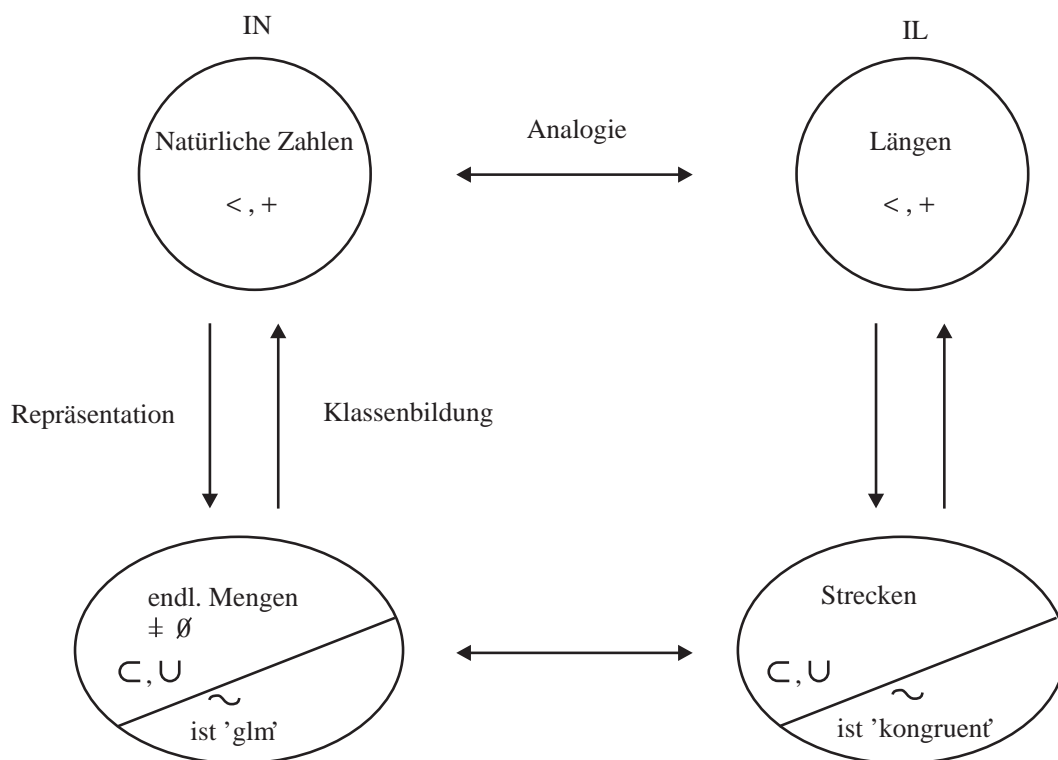 IN
IL
Natürliche Zahlen
< , +
Analogie
Längen
< , +
Repräsentation
Klassenbildung
endl. Mengen
‡ Ø
⊂ , ∪
~
ist ’glm’
Strecken
⊂ , ∪
~
ist ’kongruent’